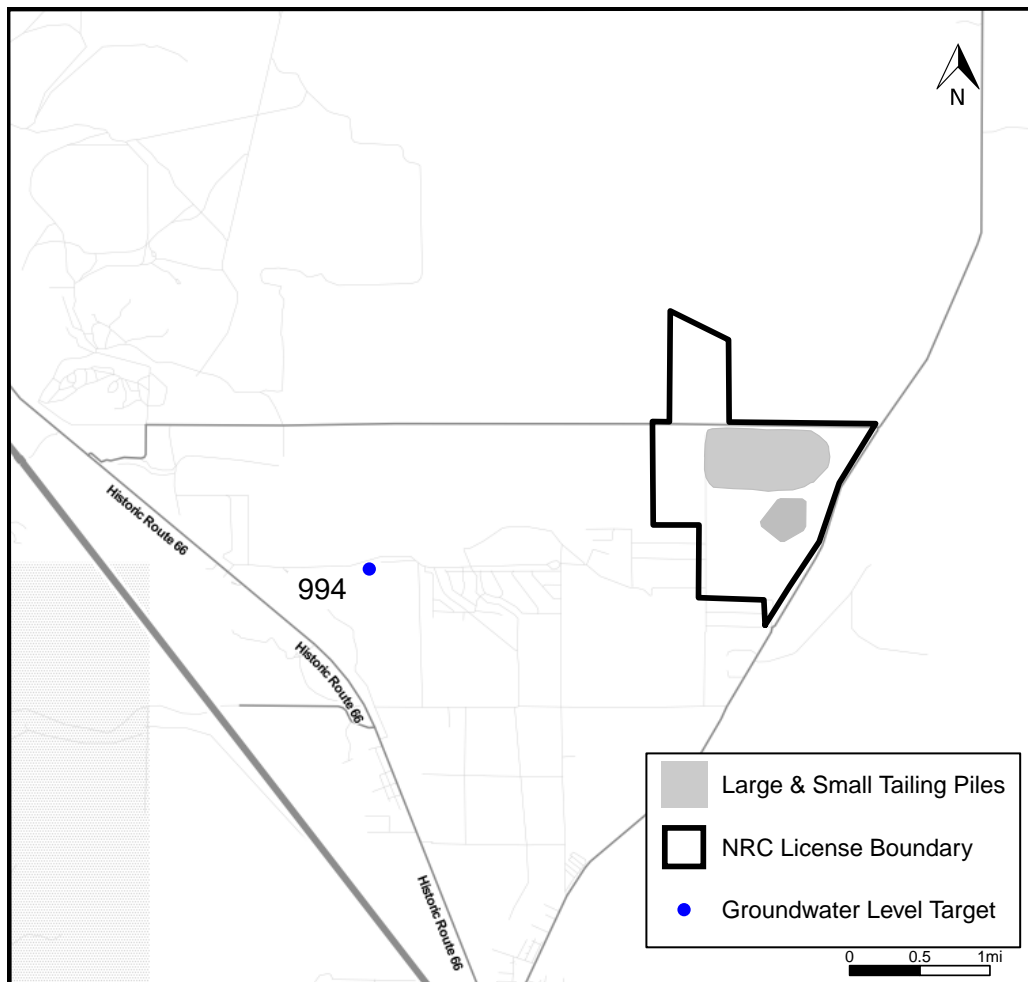 N
Historic Route 66
994
Historic Route 66
Large & Small Tailing Piles
NRC License Boundary
Historic Route 66
Groundwater Level Target
0 0.5 1mi